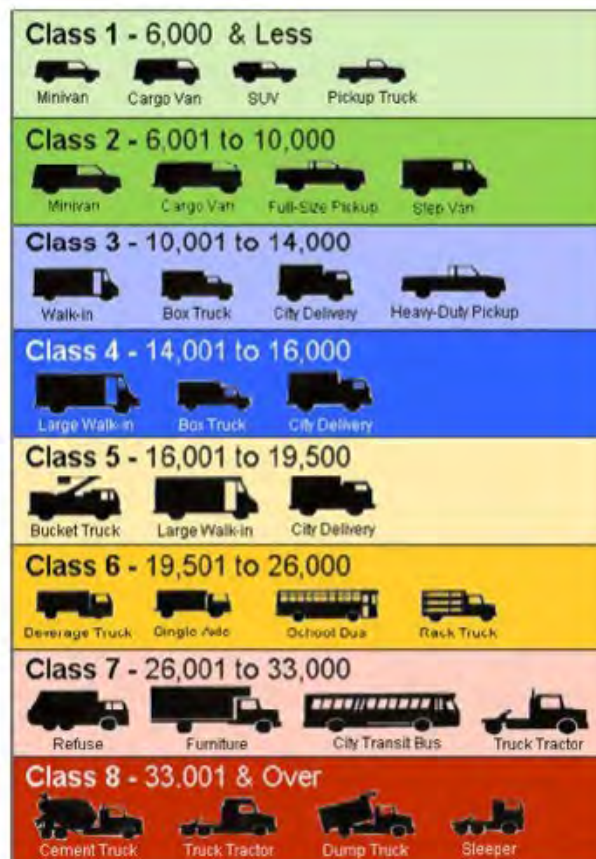 Class 1 - 6,000 & Less
Minivan Cargo Van SUV Pickup Truck
Class 2 - 6,001 to 10,000
Minivan Cargo Van Full-Size Pickup Step Van
Class 3 - 10,001 to 14,000
Walk-in Box Truck City Delivery Heavy-Duty Pickup
Class 4 - 14,001 to 16,000
Large Walk-in Box Truck City Delivery
Class 5 - 16,001 to 19,500
Bucket Truck Large Walk-in City Delivery
Class 6 - 19,501 to 26,000
Beverage Truck Single Axle School Bus Rack Truck
Class 7 - 26,001 to 33,000
Refuse Furniture City Transit Bus Truck Tractor
Class 8 - 33.001 & Over
Cement Truck Truck Tractor Dump Truck Sleeper